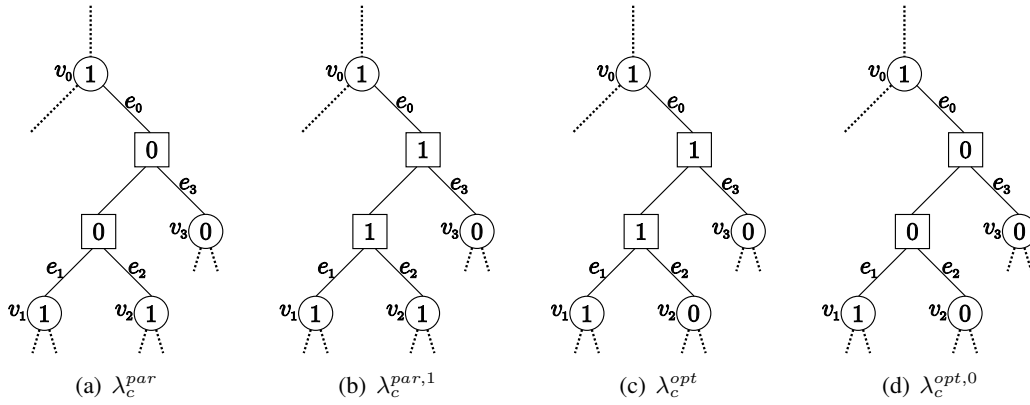 v₀ 1 v₀ 1 v₀ 1 v₀ 1
e₀ e₀ e₀ e₀
0 1 1 0
e₃ e₃ e₃ e₃
0 v₃ 0 1 v₃ 0 1 v₃ 0 0 v₃ 0
e₁ e₂ e₁ e₂ e₁ e₂ e₁ e₂
v₁ 1 v₂ 1 v₁ 1 v₂ 1 v₁ 1 v₂ 0 v₁ 1 v₂ 0
(a) λ_c^{par} (b) λ_c^{par,1} (c) λ_c^{opt} (d) λ_c^{opt,0}